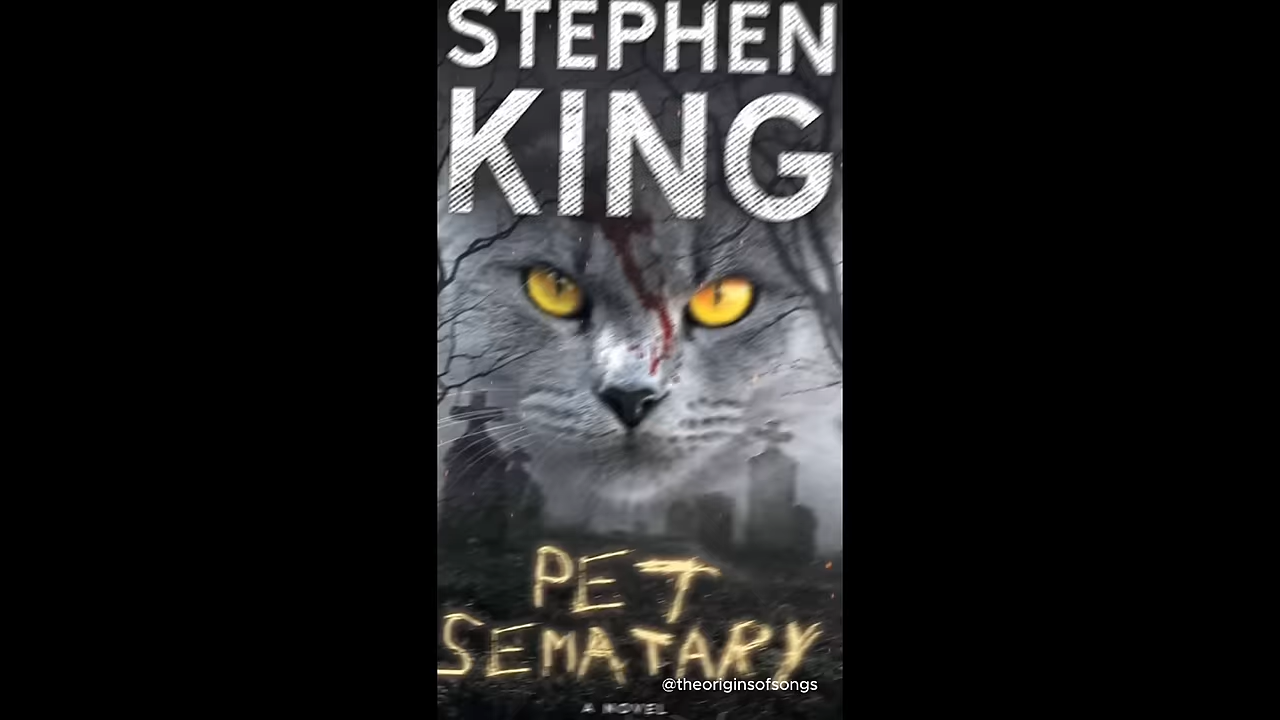 STEPHEN
KING
PET
SEMATARY
@theoriginsofsongs
A NOVEL